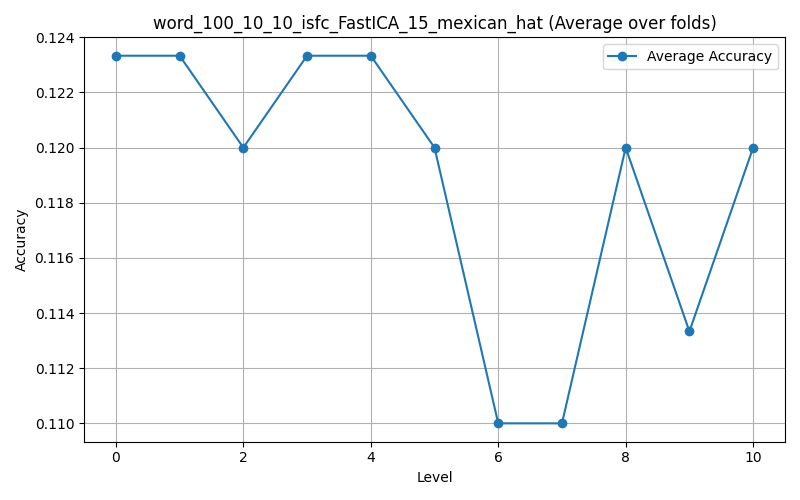 word_100_10_10_isfc_FastICA_15_mexican_hat (Average over folds)
Average Accuracy
0.124
0.122
0.120
0.118
0.116
0.114
0.112
0.110
Accuracy
0 2 4 6 8 10
Level